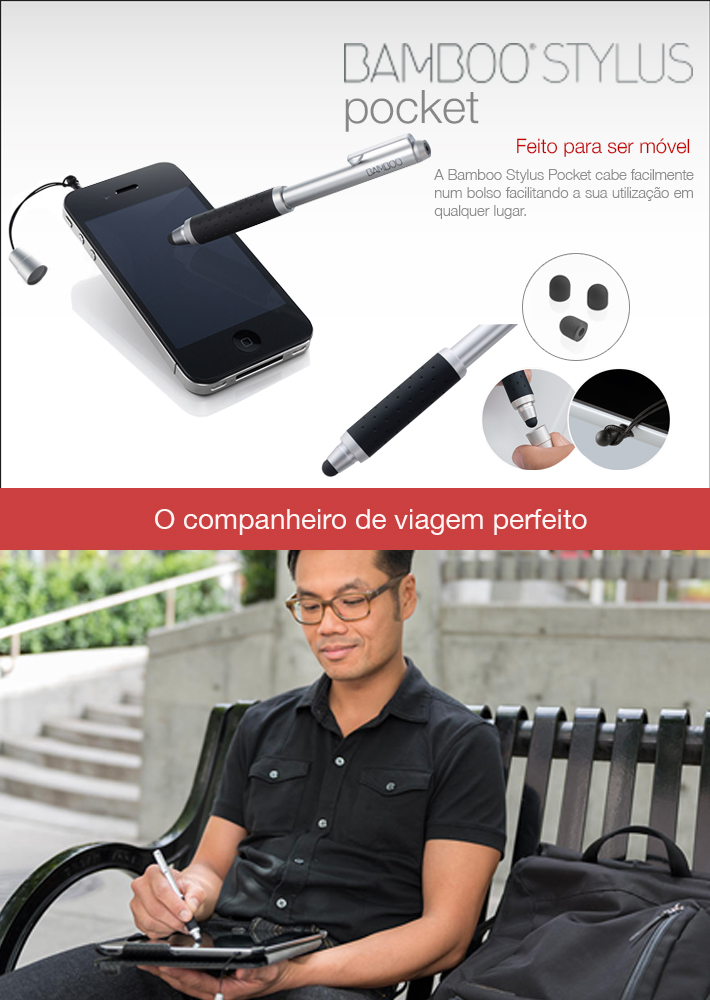 BAMBOO® STYLUS
pocket
Feito para ser móvel
A Bamboo Stylus Pocket cabe facilmente
num bolso facilitando a sua utilização em
qualquer lugar.
BAMBOO
O companheiro de viagem perfeito